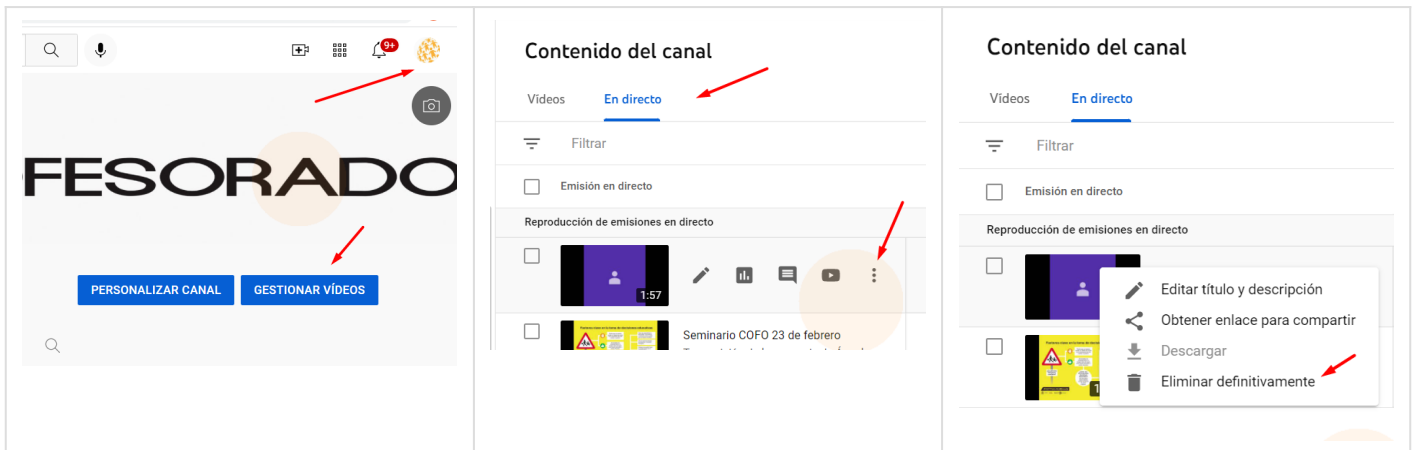 9+
FESORADO
PERSONALIZAR CANAL
GESTIONAR VÍDEOS
Contenido del canal
Vídeos
En directo
Filtrar
Emisión en directo
Reproducción de emisiones en directo
1:57
Seminario COFO 23 de febrero
Contenido del canal
Vídeos
En directo
Filtrar
Emisión en directo
Reproducción de emisiones en directo
Editar título y descripción
Obtener enlace para compartir
Descargar
Eliminar definitivamente